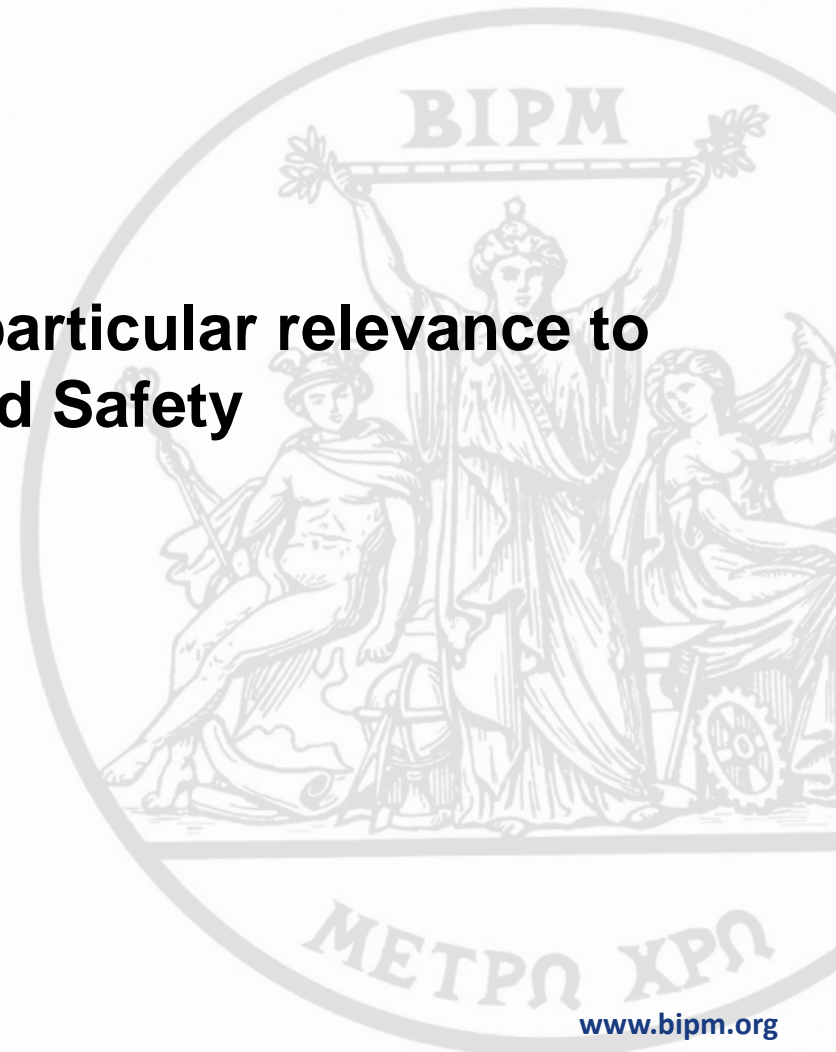 BIPM
particular relevance to
d Safety
ΜΕΤΡΩ ΧΡΩ
www.bipm.org